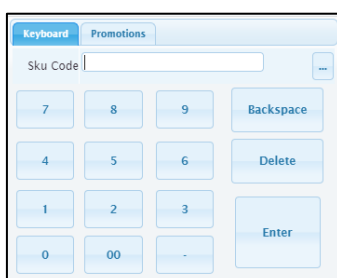 Keyboard Promotions
Sku Code ...
7 8 9 Backspace
4 5 6 Delete
1 2 3
Enter
0 00 -